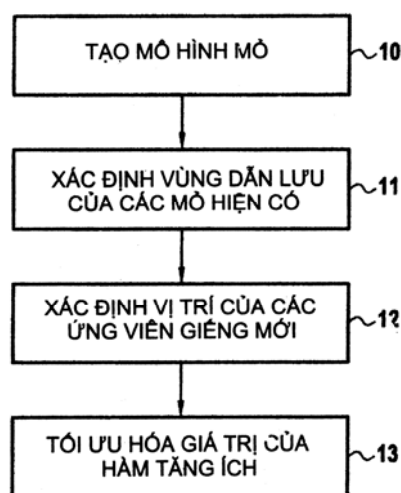 TẠO MÔ HÌNH MỎ
10
XÁC ĐỊNH VÙNG DẪN LƯU
CỦA CÁC MỎ HIỆN CÓ
11
XÁC ĐỊNH VỊ TRÍ CỦA CÁC
ỨNG VIÊN GIẾNG MỚI
12
TỐI ƯU HÓA GIÁ TRỊ CỦA
HÀM TĂNG ÍCH
13